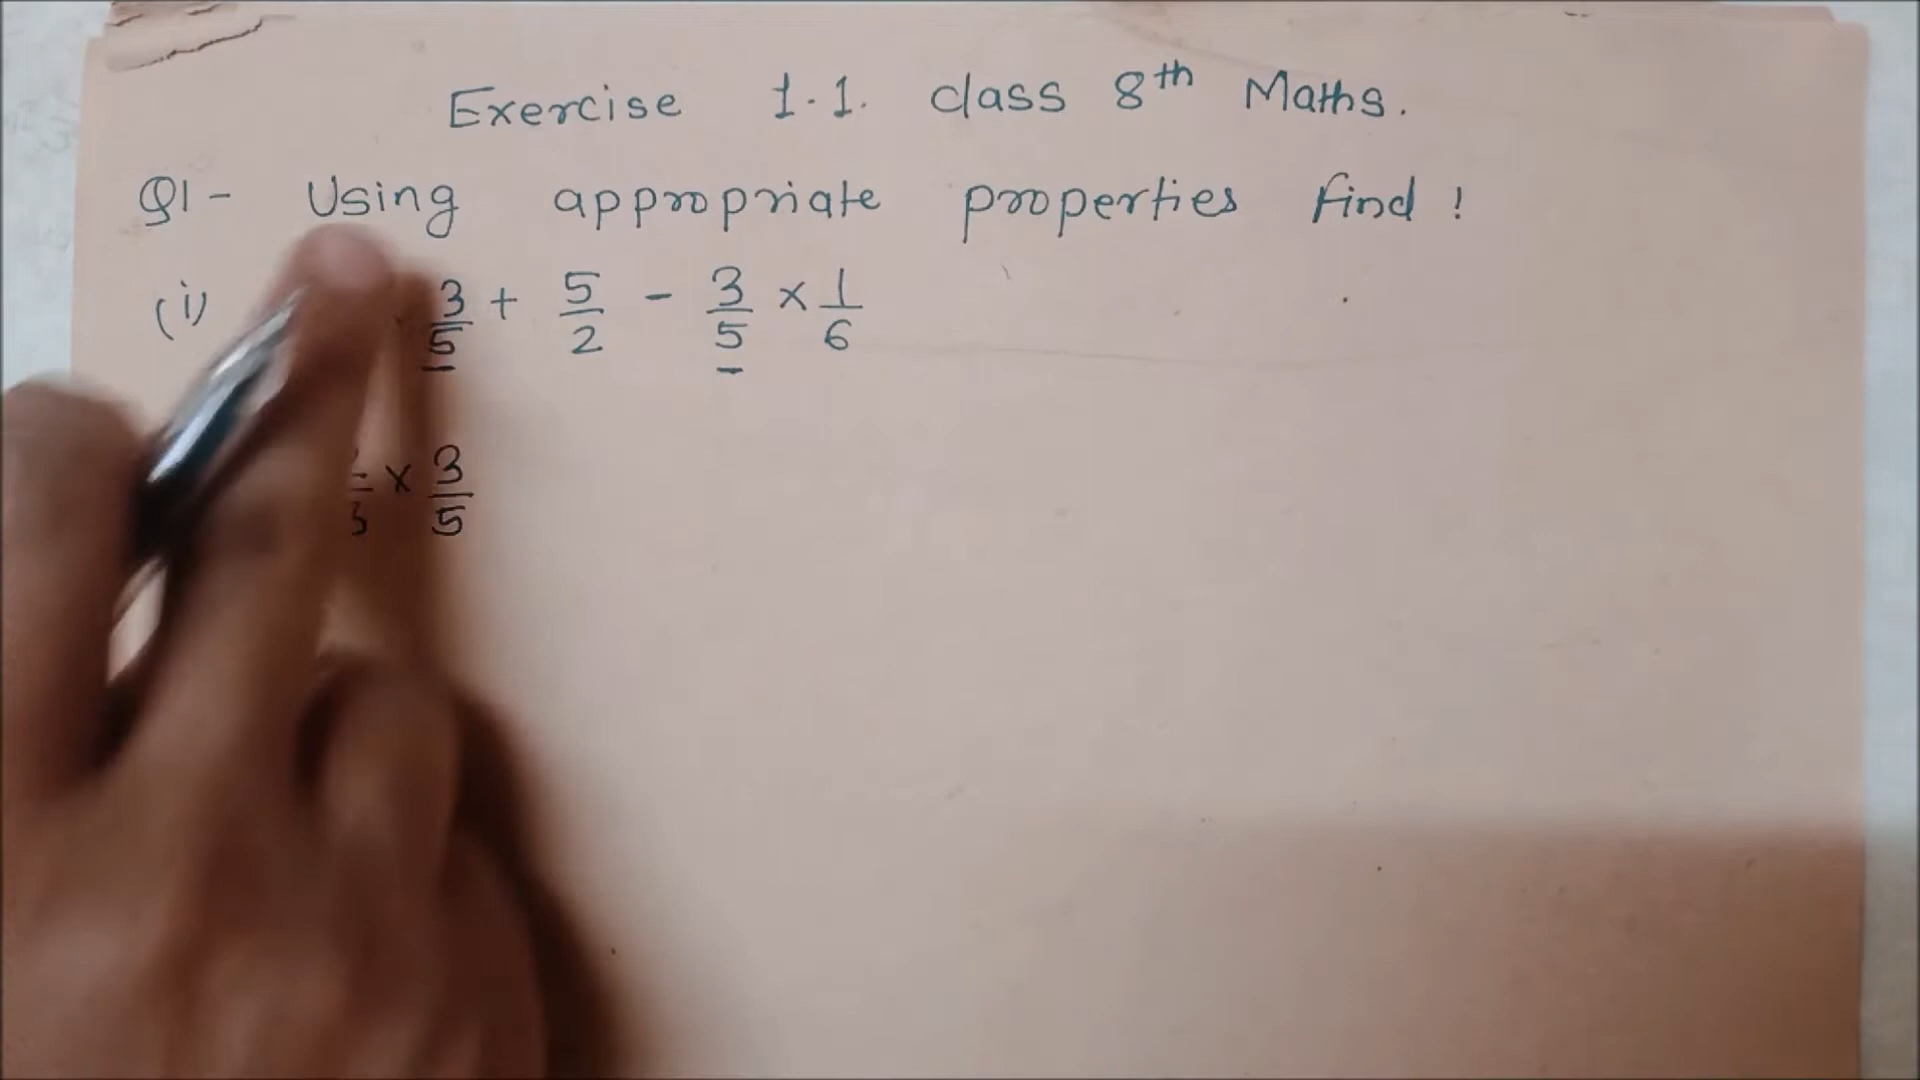 Exercise 1.1. class 8th Maths.
Q1- Using appropriate properties find !
(i) 3/5 + 5/2 - 3/5 × 1/6
× 3/5